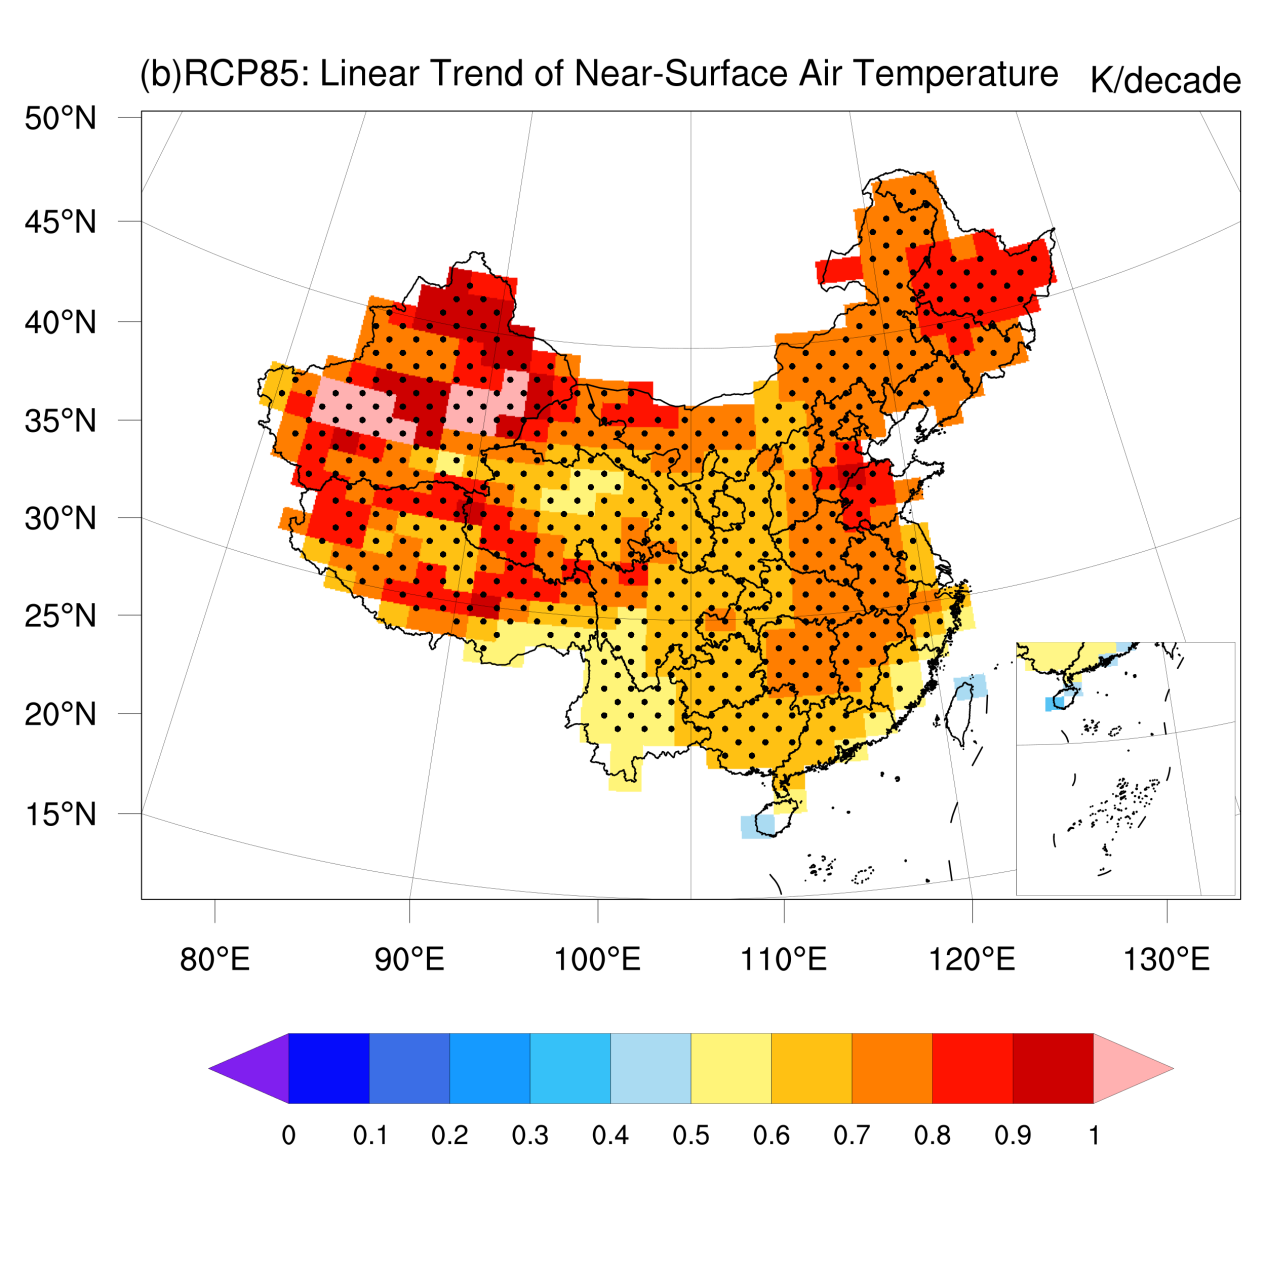 (b)RCP85: Linear Trend of Near-Surface Air Temperature K/decade
50°N
45°N
40°N
35°N
30°N
25°N
20°N
15°N
80°E 90°E 100°E 110°E 120°E 130°E
0 0.1 0.2 0.3 0.4 0.5 0.6 0.7 0.8 0.9 1